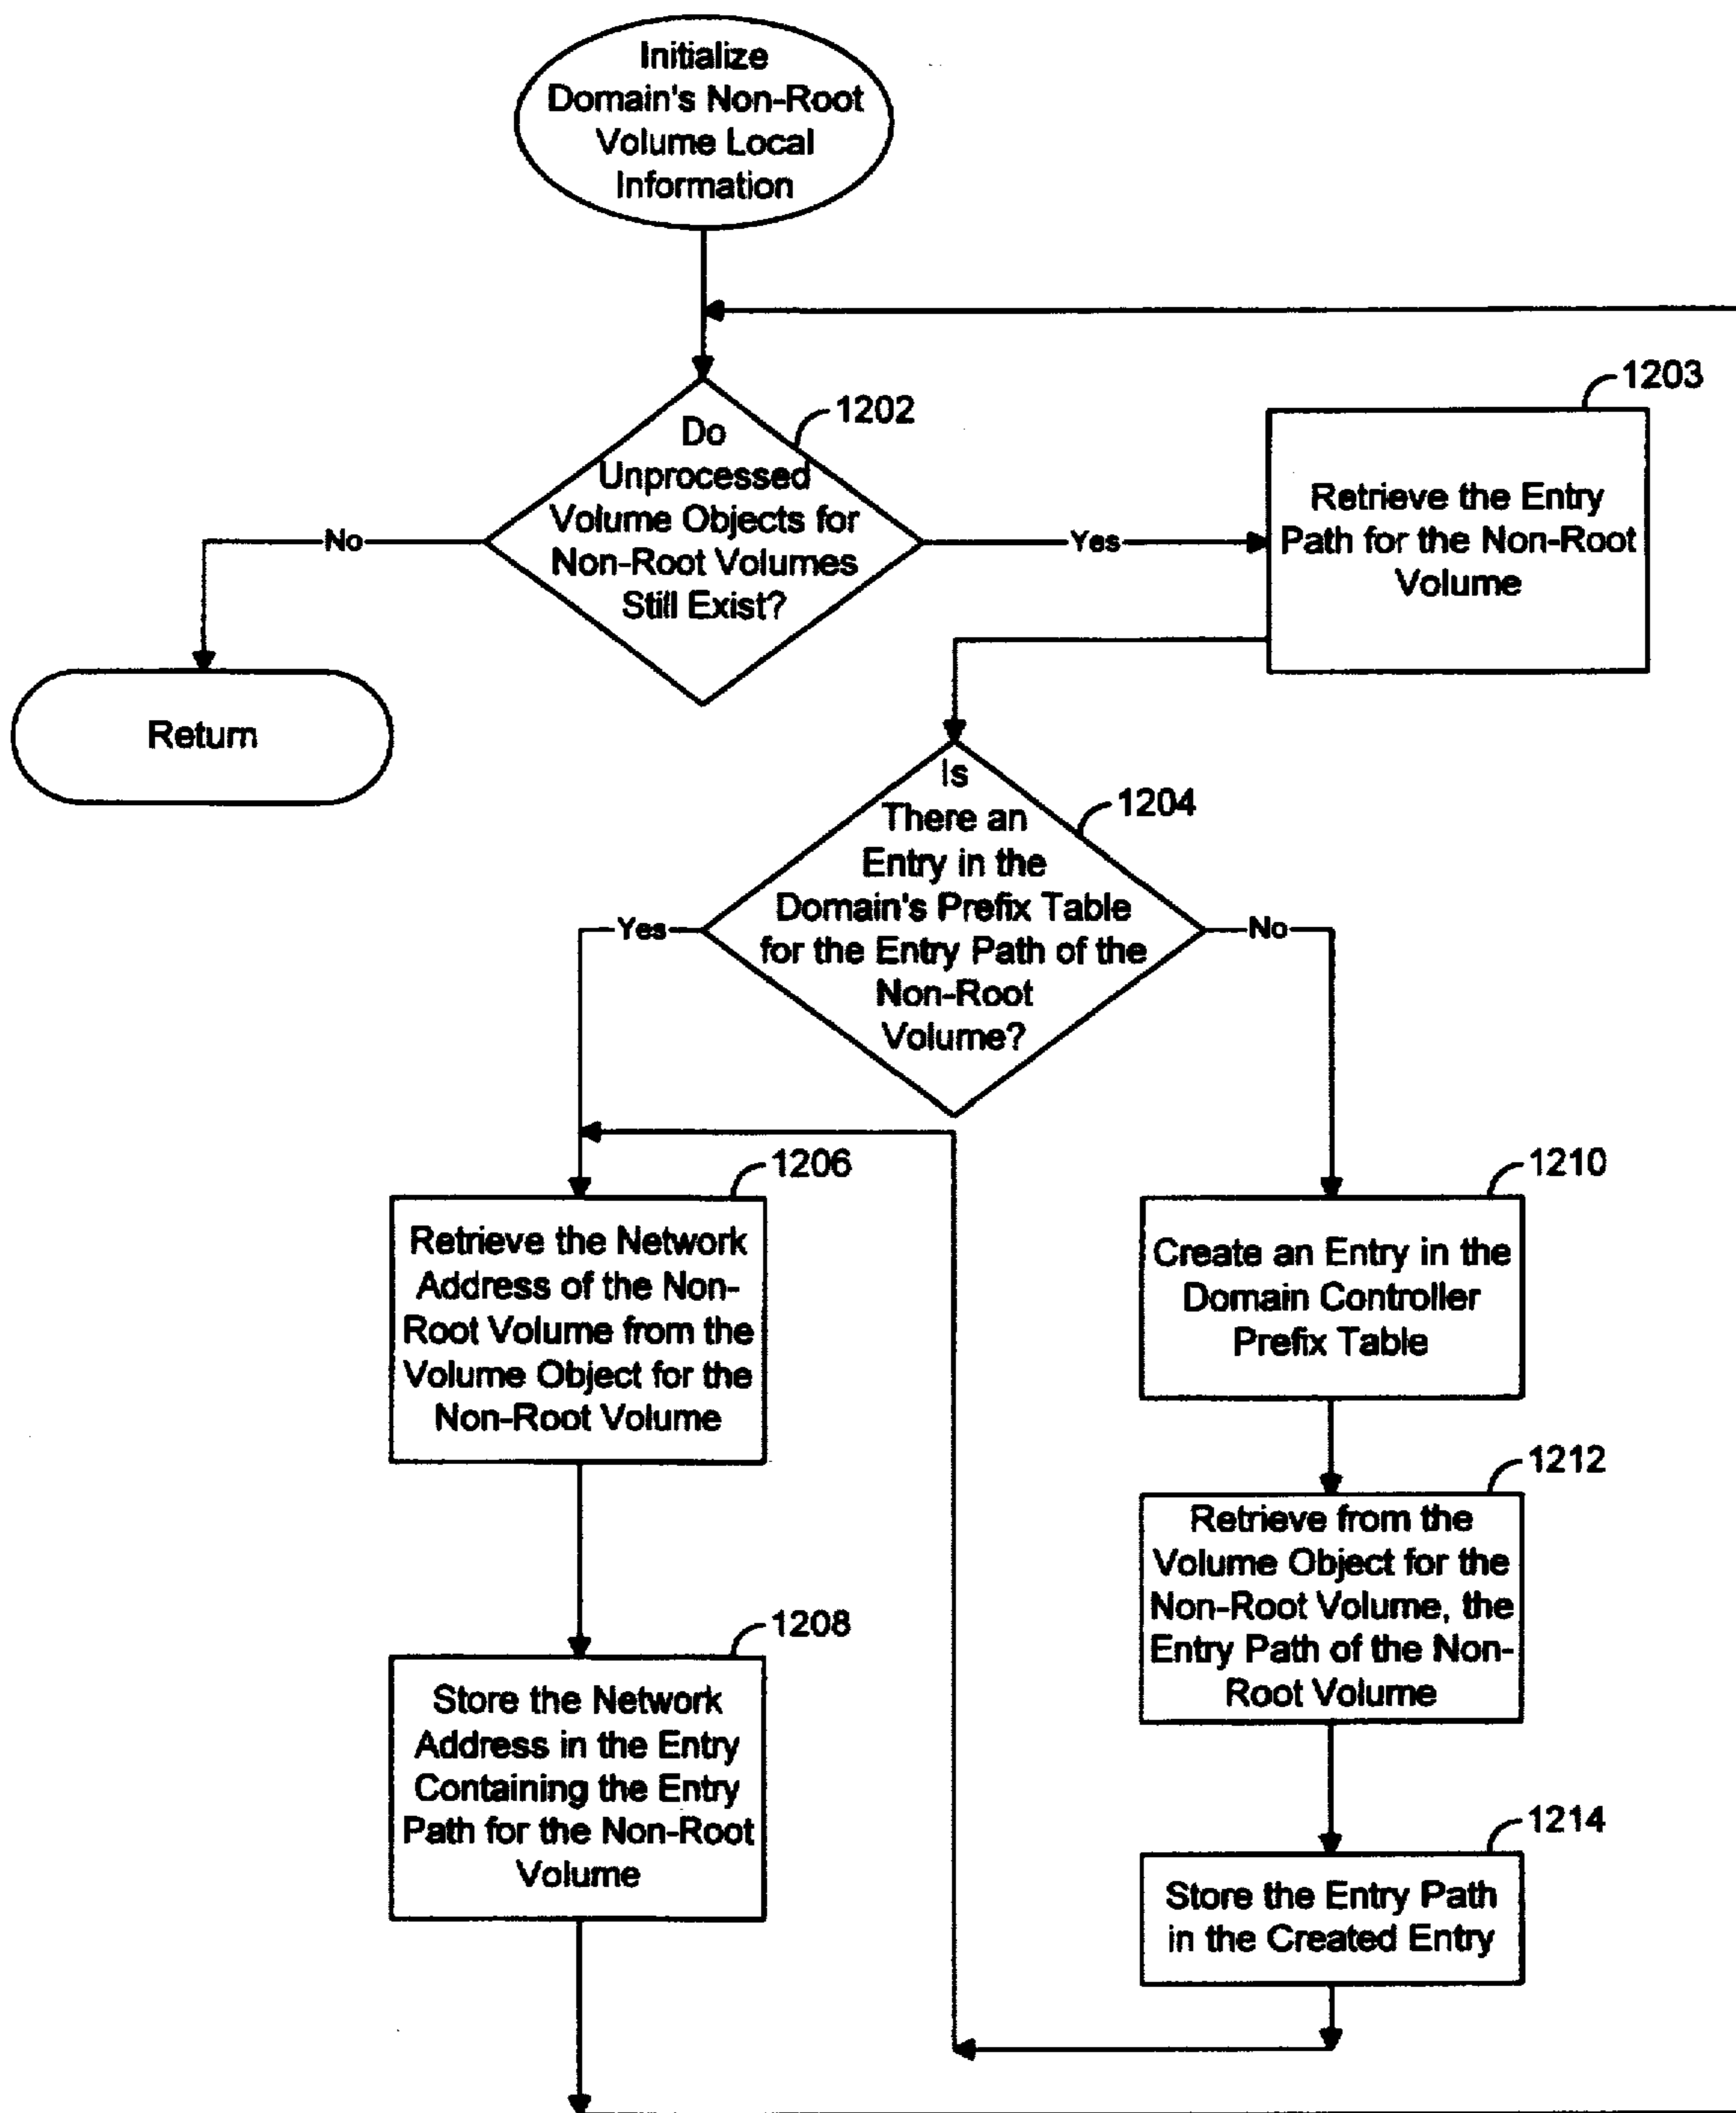 Initialize
Domain's Non-Root
Volume Local
Information
1202
Do
Unprocessed
Volume Objects for
Non-Root Volumes
Still Exist?
No
Yes
1203
Retrieve the Entry
Path for the Non-Root
Volume
Return
1204
Is
There an
Entry in the
Domain's Prefix Table
for the Entry Path of the
Non-Root
Volume?
Yes
No
1206
Retrieve the Network
Address of the Non-
Root Volume from the
Volume Object for the
Non-Root Volume
1210
Create an Entry in the
Domain Controller
Prefix Table
1212
Retrieve from the
Volume Object for the
Non-Root Volume, the
Entry Path of the Non-
Root Volume
1208
Store the Network
Address in the Entry
Containing the Entry
Path for the Non-Root
Volume
1214
Store the Entry Path
in the Created Entry